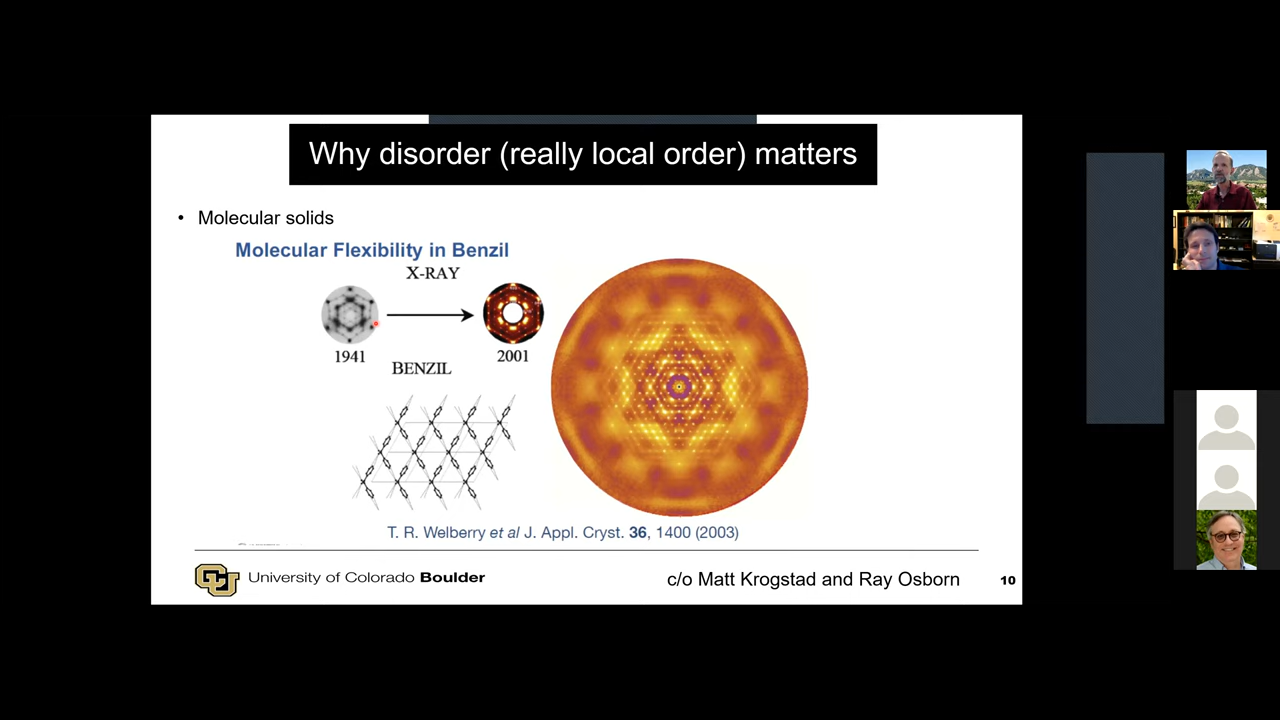 Why disorder (really local order) matters
• Molecular solids
Molecular Flexibility in Benzil
X-RAY
1941
2001
BENZIL
T. R. Welberry et al J. Appl. Cryst. 36, 1400 (2003)
CU
University of Colorado Boulder
c/o Matt Krogstad and Ray Osborn
10